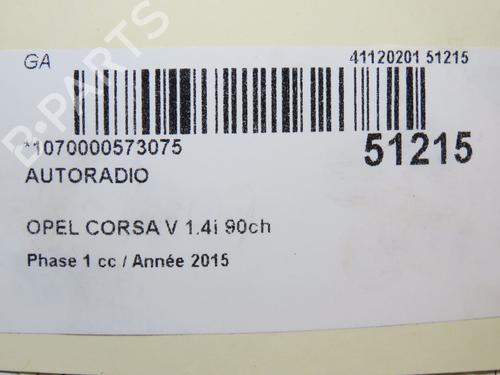 GA 41120201 51215
*1070000573075 51215
AUTORADIO
OPEL CORSA V 1.4i 90ch
Phase 1 cc / Année 2015
B-PARTS